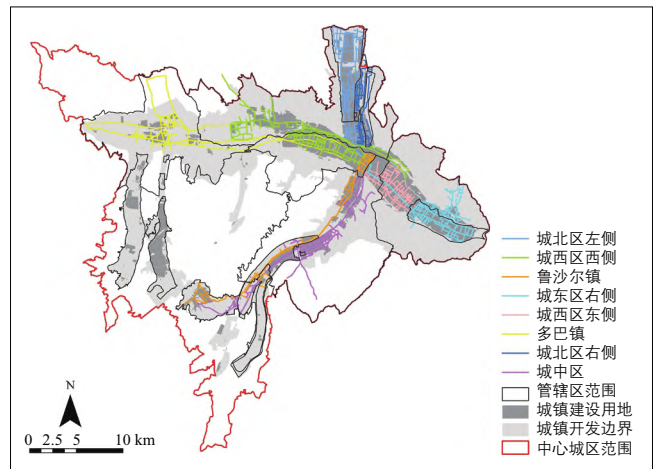 城北区左侧
城西区西侧
鲁沙尔镇
城东区右侧
城西区东侧
多巴镇
城北区右侧
城中区
管辖区范围
城镇建设用地
城镇开发边界
中心城区范围
N
0 2.5 5 10 km